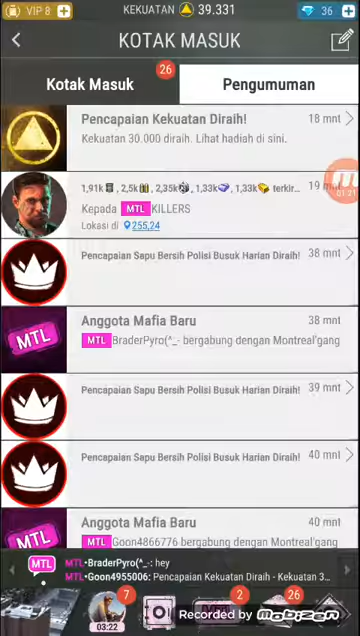 VIP 8
KEKUATAN 39.331
36
KOTAK MASUK
26
Kotak Masuk
Pengumuman
Pencapaian Kekuatan Diraih!
18 mnt
Kekuatan 30.000 diraih. Lihat hadiah di sini.
1,91k , 2,5k , 2,35k , 1,33k , 1,33k terkir...
19 m
01:21
Kepada MTL KILLERS
Lokasi di 255,24
Pencapaian Sapu Bersih Polisi Busuk Harian Diraih!
38 mnt
MTL
Anggota Mafia Baru
38 mnt
MTL BraderPyro(^_- bergabung dengan Montreal'gang
Pencapaian Sapu Bersih Polisi Busuk Harian Diraih!
39 mnt
Pencapaian Sapu Bersih Polisi Busuk Harian Diraih!
40 mnt
MTL
Anggota Mafia Baru
40 mnt
MTL Goon4866776 bergabung dengan Montreal'gang
MTL
MTL•BraderPyro(^_-: hey
MTL•Goon4955006: Pencapaian Kekuatan Diraih - Kekuatan 3...
7
2
26
03:22
Recorded by Mobizen